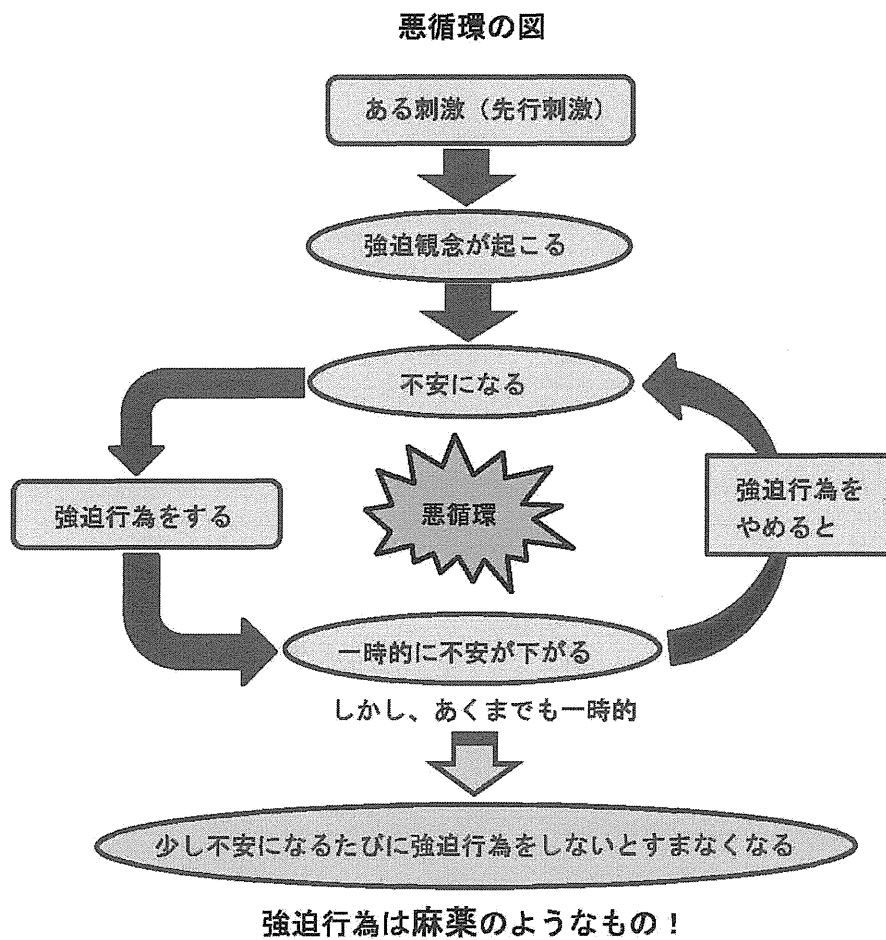 悪循環の図
ある刺激（先行刺激）
強迫観念が起こる
不安になる
強迫行為をする
悪循環
強迫行為を
やめると
一時的に不安が下がる
しかし、あくまでも一時的
少し不安になるたびに強迫行為をしないとすまなくなる
強迫行為は麻薬のようなもの！